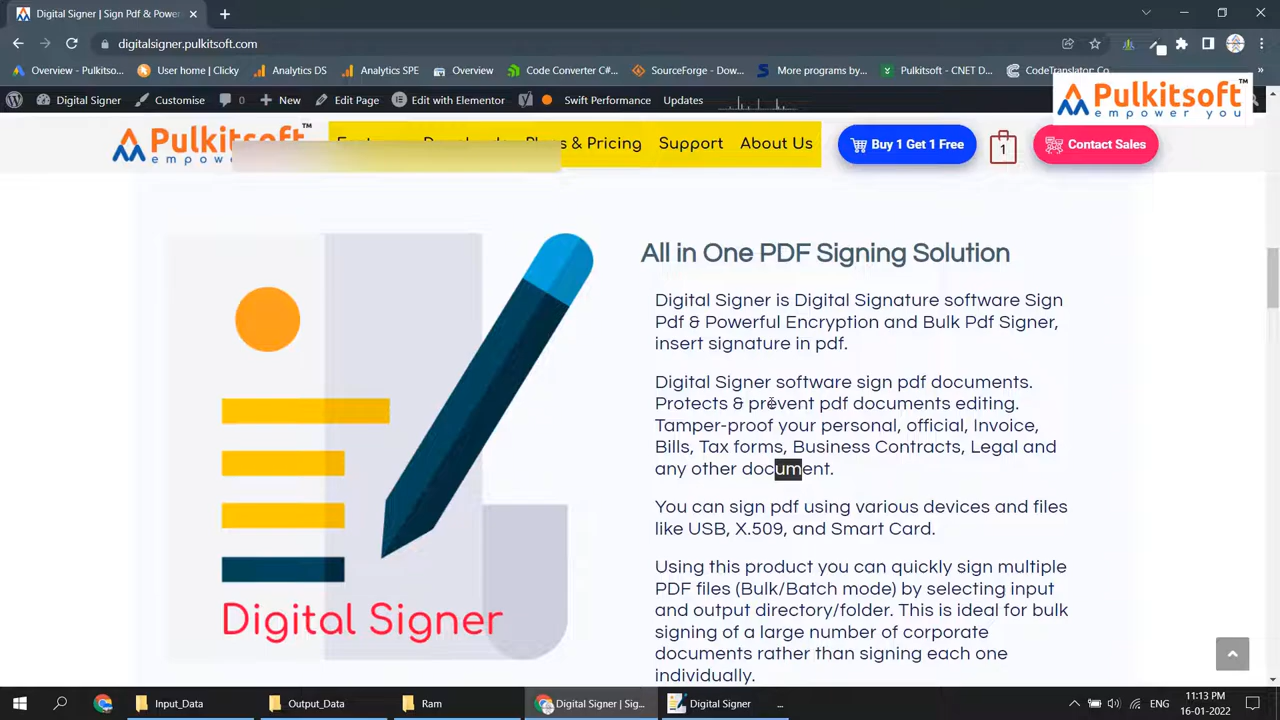 Digital Signer | Sign Pdf & Power
digitalsigner.pulkitsoft.com
Overview - Pulkitso... User home | Clicky Analytics DS Analytics SPE Overview Code Converter C#... SourceForge - Dow... More programs by... Pulkitsoft - CNET D... CodeTranslator: Co
Digital Signer Customise 0 New Edit Page Edit with Elementor Swift Performance Updates
Pulkitsoft™
empower you
Pulkitsoft™ Plans & Pricing Support About Us Buy 1 Get 1 Free 1 Contact Sales
All in One PDF Signing Solution
Digital Signer is Digital Signature software Sign
Pdf & Powerful Encryption and Bulk Pdf Signer,
insert signature in pdf.
Digital Signer software sign pdf documents.
Protects & prevent pdf documents editing.
Tamper-proof your personal, official, Invoice,
Bills, Tax forms, Business Contracts, Legal and
any other document.
You can sign pdf using various devices and files
like USB, X.509, and Smart Card.
Using this product you can quickly sign multiple
PDF files (Bulk/Batch mode) by selecting input
and output directory/folder. This is ideal for bulk
signing of a large number of corporate
documents rather than signing each one
individually.
Digital Signer
Input_Data Output_Data Ram Digital Signer | Sig... Digital Signer ... ENG 11:13 PM
16-01-2022